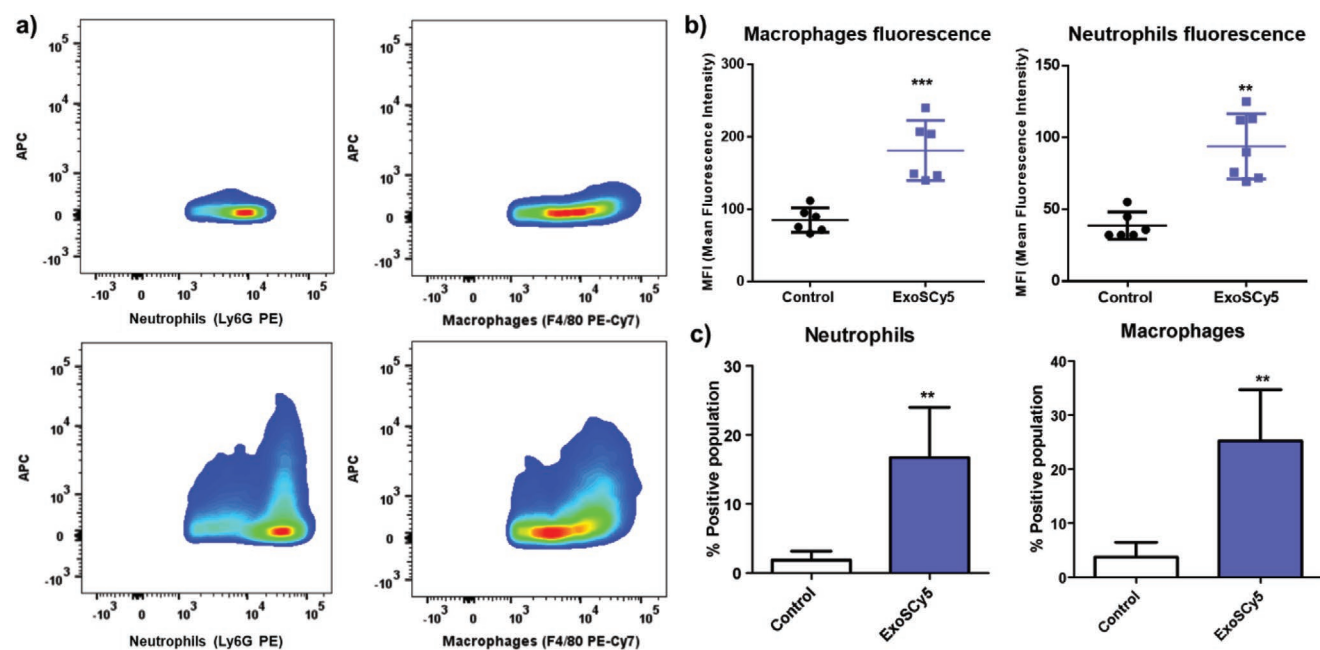 a)
APC
10^5
10^4
10^3
0
-10^3
-10^3 0 10^3 10^4 10^5
Neutrophils (Ly6G PE)
APC
10^5
10^4
10^3
0
-10^3
-10^3 0 10^3 10^4 10^5
Macrophages (F4/80 PE-Cy7)
APC
10^5
10^4
10^3
0
-10^3
-10^3 0 10^3 10^4 10^5
Neutrophils (Ly6G PE)
APC
10^5
10^4
10^3
0
-10^3
-10^3 0 10^3 10^4 10^5
Macrophages (F4/80 PE-Cy7)
b)
Macrophages fluorescence
MFI (Mean Fluorescence Intensity)
300
200
100
0
***
Control ExoSCy5
Neutrophils fluorescence
MFI (Mean Fluorescence Intensity)
150
100
50
0
**
Control ExoSCy5
c)
Neutrophils
% Positive population
30
20
10
0
**
Control ExoSCy5
Macrophages
% Positive population
40
30
20
10
0
**
Control ExoSCy5